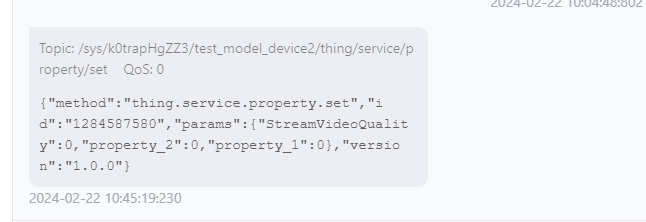 2024-02-22 10:04:48:802
Topic: /sys/k0trapHgZZ3/test_model_device2/thing/service/p
roperty/set QoS: 0
{"method":"thing.service.property.set","i
d":"1284587580","params":{"StreamVideoQualit
y":0,"property_2":0,"property_1":0},"versio
n":"1.0.0"}
2024-02-22 10:45:19:230